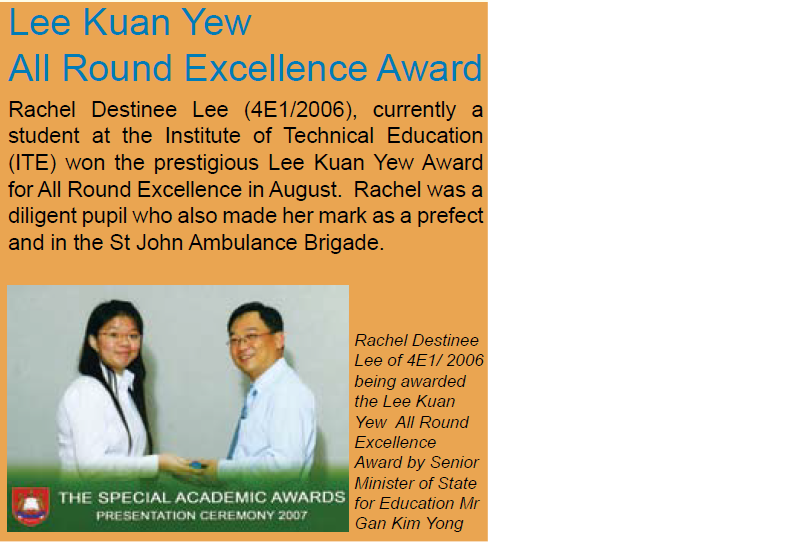 Lee Kuan Yew
All Round Excellence Award
Rachel Destinee Lee (4E1/2006), currently a
student at the Institute of Technical Education
(ITE) won the prestigious Lee Kuan Yew Award
for All Round Excellence in August. Rachel was a
diligent pupil who also made her mark as a prefect
and in the St John Ambulance Brigade.
Rachel Destinee
Lee of 4E1/ 2006
being awarded
the Lee Kuan
Yew All Round
Excellence
Award by Senior
Minister of State
for Education Mr
Gan Kim Yong
THE SPECIAL ACADEMIC AWARDS
PRESENTATION CEREMONY 2007